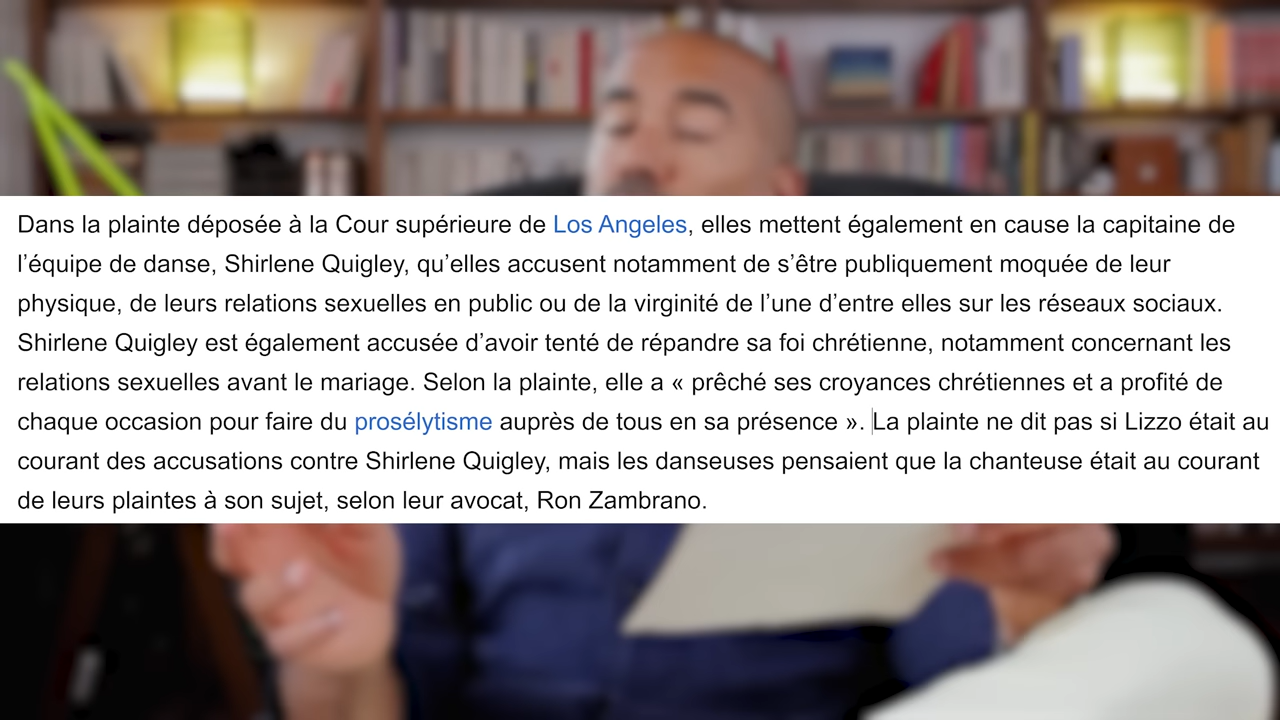 Dans la plainte déposée à la Cour supérieure de Los Angeles, elles mettent également en cause la capitaine de
l’équipe de danse, Shirlene Quigley, qu’elles accusent notamment de s’être publiquement moquée de leur
physique, de leurs relations sexuelles en public ou de la virginité de l’une d’entre elles sur les réseaux sociaux.
Shirlene Quigley est également accusée d’avoir tenté de répandre sa foi chrétienne, notamment concernant les
relations sexuelles avant le mariage. Selon la plainte, elle a « prêché ses croyances chrétiennes et a profité de
chaque occasion pour faire du prosélytisme auprès de tous en sa présence ». La plainte ne dit pas si Lizzo était au
courant des accusations contre Shirlene Quigley, mais les danseuses pensaient que la chanteuse était au courant
de leurs plaintes à son sujet, selon leur avocat, Ron Zambrano.